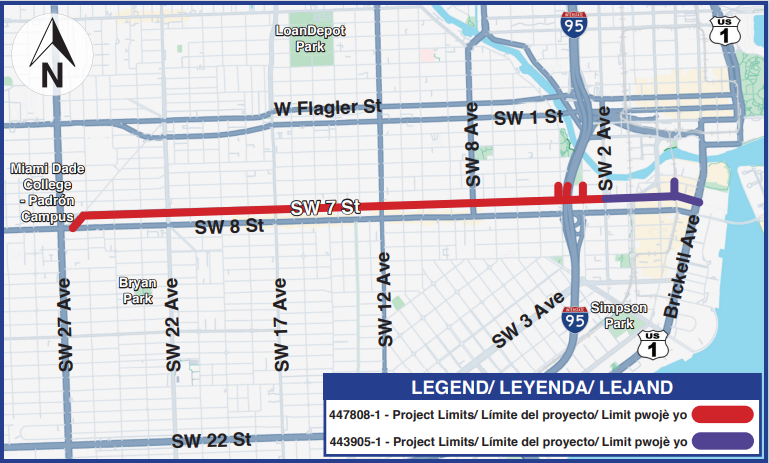 N
LoanDepot
Park
INTERSTATE
95
US
1
W Flagler St
SW 1 St
SW 8 Ave
SW 2 Ave
Miami Dade
College
- Padrón
Campus
SW 7 St
SW 8 St
Bryan
Park
SW 27 Ave
SW 22 Ave
SW 17 Ave
SW 12 Ave
SW 3 Ave
95
Simpson
Park
Brickell Ave
US
1
SW 22 St
LEGEND/ LEYENDA/ LEJAND
447808-1 - Project Limits/ Límite del proyecto/ Limit pwojè yo
443905-1 - Project Limits/ Límite del proyecto/ Limit pwojè yo